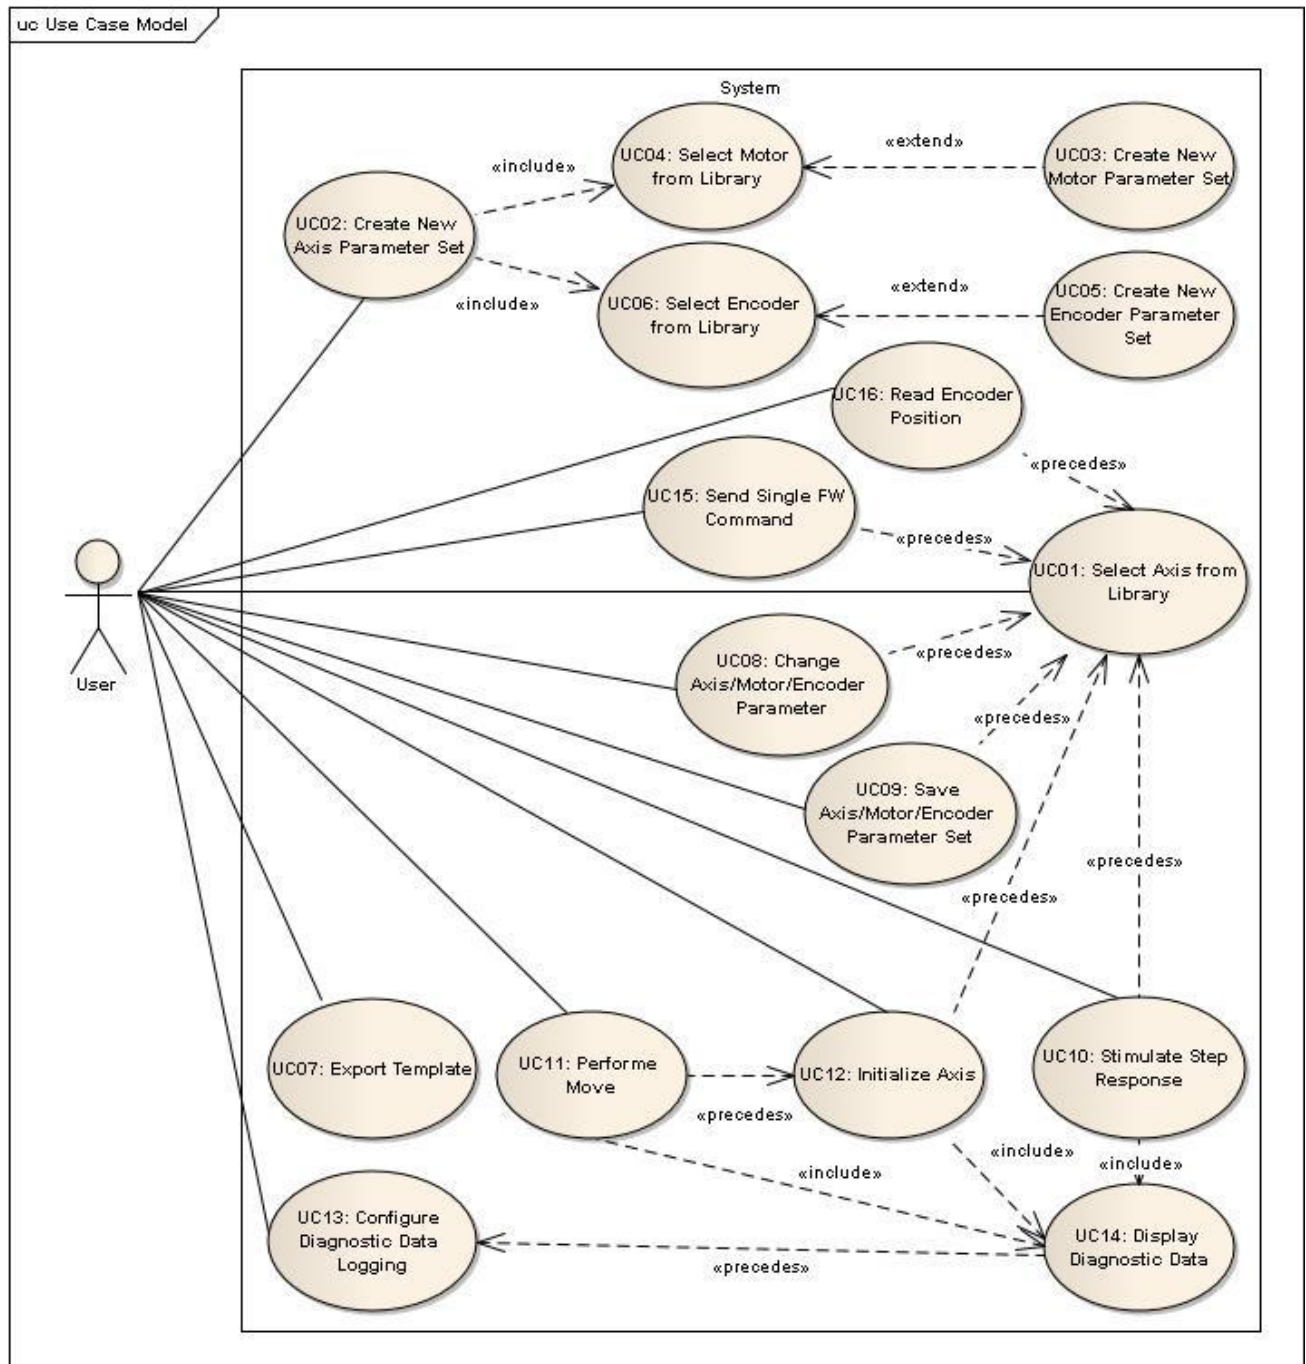 uc Use Case Model
System
UC04: Select Motor
from Library
«extend»
UC03: Create New
Motor Parameter Set
«include»
UC02: Create New
Axis Parameter Set
«include»
UC06: Select Encoder
from Library
«extend»
UC05: Create New
Encoder Parameter
Set
UC16: Read Encoder
Position
«precedes»
UC15: Send Single FW
Command
«precedes»
UC01: Select Axis from
Library
User
UC08: Change
Axis/Motor/Encoder
Parameter
«precedes»
«precedes»
UC09: Save
Axis/Motor/Encoder
Parameter Set
«precedes»
«precedes»
UC07: Export Template
UC11: Performe
Move
«precedes»
UC12: Initialize Axis
UC10: Stimulate Step
Response
«include»
«include»
«include»
UC13: Configure
Diagnostic Data
Logging
«precedes»
UC14: Display
Diagnostic Data